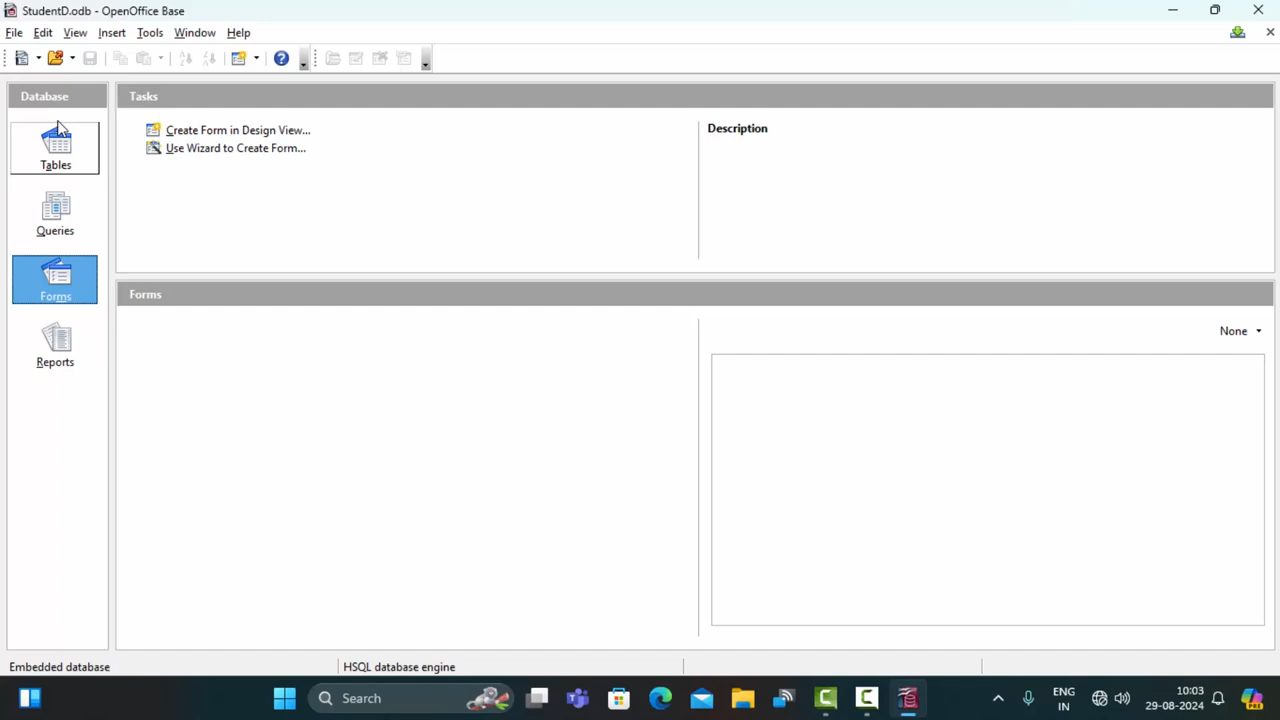 StudentD.odb - OpenOffice Base
File Edit View Insert Tools Window Help
Database
Tables
Queries
Forms
Reports
Tasks
Create Form in Design View...
Use Wizard to Create Form...
Description
Forms
None
Embedded database
HSQL database engine
Search
ENG
IN
10:03
29-08-2024
PRE